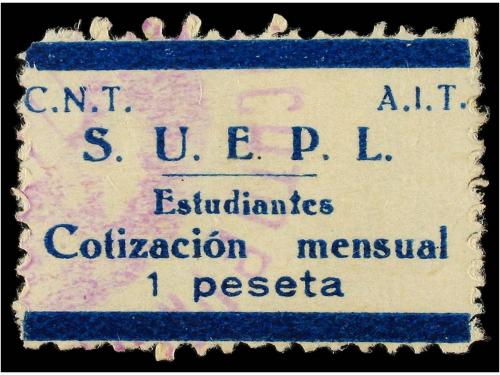 C.N.T. A.I.T.
S. U. E. P. L.
Estudiantes
Cotización mensual
1 peseta